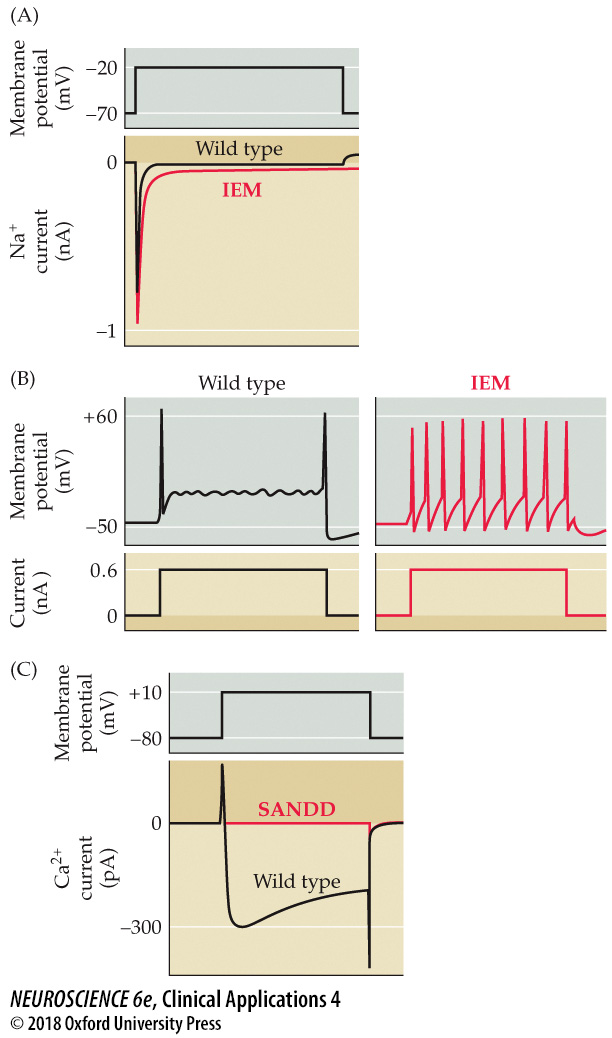 (A)
Membrane
potential
(mV)
–20
–70
Wild type
0
IEM
Na+
current
(nA)
–1
(B)
Wild type
IEM
+60
Membrane
potential
(mV)
–50
0.6
Current
(nA )
0
(C)
Membrane
potential
(mV)
+10
–80
SANDD
0
Ca2+
current
(pA)
Wild type
–300
NEUROSCIENCE 6e, Clinical Applications 4
© 2018 Oxford University Press